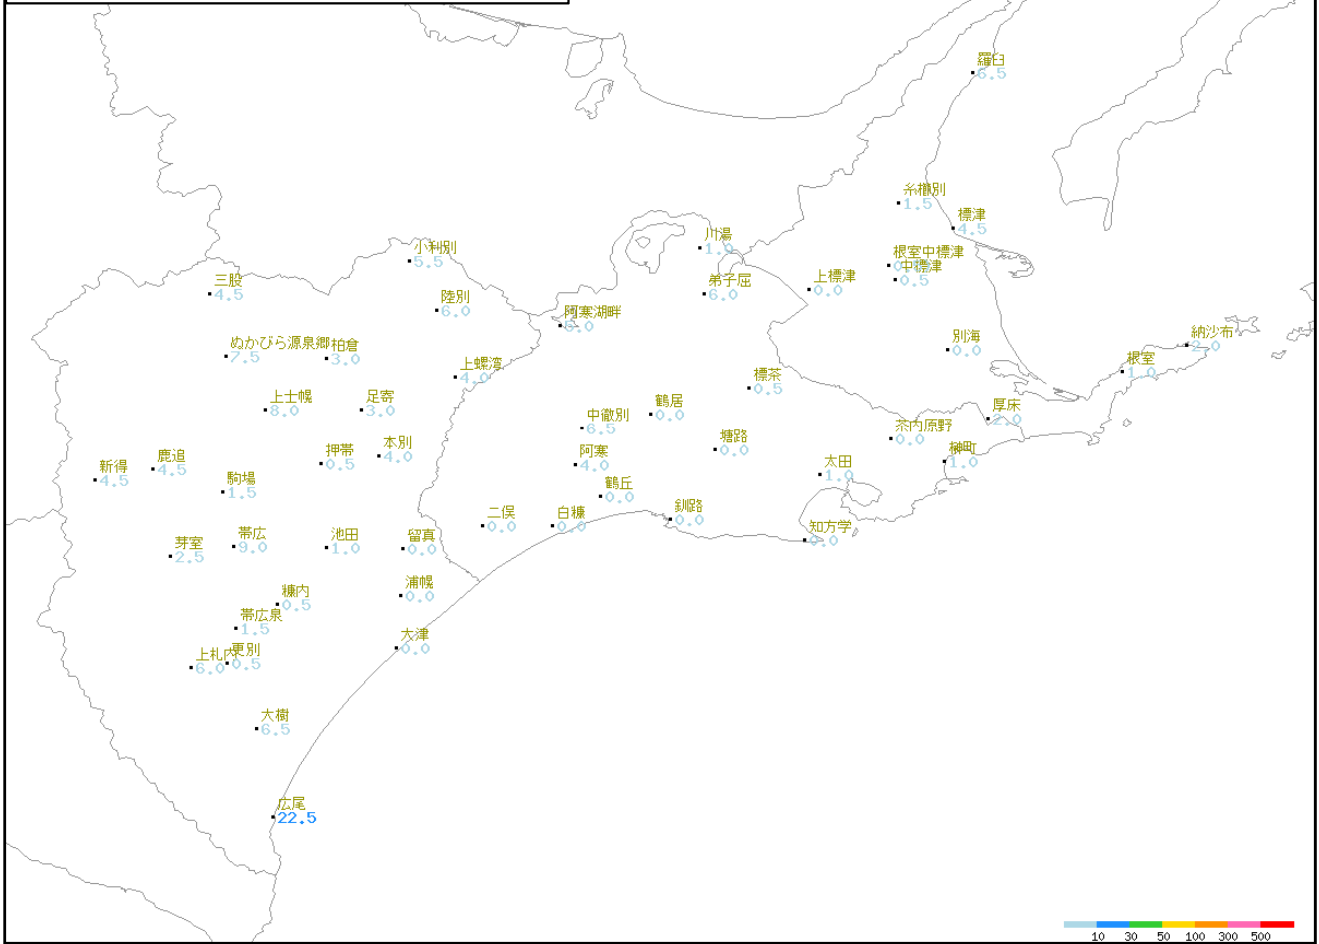 羅臼
6.5
糸櫛別
1.5
標津
4.5
川湯
小利別
5.5
根室中標津
中標津
0.5
三股
4.5
弟子屈
6.0
上標津
0.0
陸別
6.0
阿寒湖畔
納沙布
2.0
ぬかびら源泉郷
7.5
柏倉
3.0
別海
0.0
根室
1.0
上螺湾
4.0
標茶
0.5
上士幌
8.0
足寄
3.0
鶴居
0.0
厚床
2.0
中徹別
6.5
茶内原野
0.0
本別
4.0
塘路
0.0
榊町
1.0
押帯
0.5
阿寒
4.0
鹿追
4.5
新得
4.5
太田
1.0
駒場
1.5
鶴丘
0.0
二俣
0.0
白糠
0.0
釧路
0.0
知方学
0.0
帯広
9.0
池田
1.0
留真
0.0
芽室
2.5
浦幌
0.0
糠内
0.5
帯広泉
1.5
大津
0.0
更別
0.5
上札内
6.0
大樹
6.5
広尾
22.5
10 30 50 100 300 500